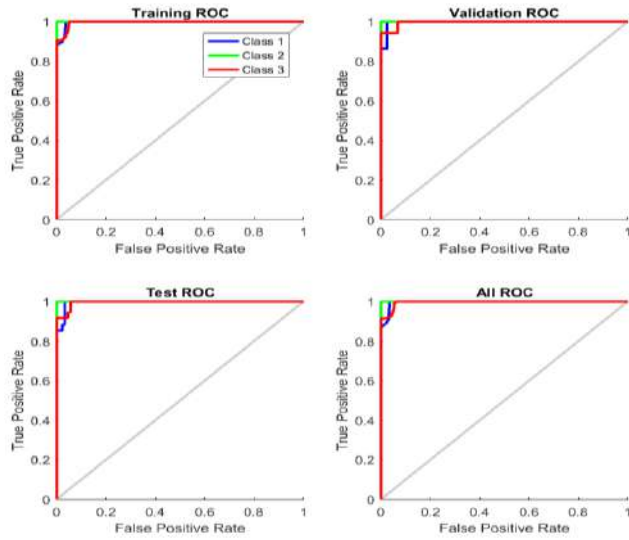 Training ROC
1
0.8
0.6
0.4
0.2
0
True Positive Rate
Class 1
Class 2
Class 3
0 0.2 0.4 0.6 0.8 1
False Positive Rate
Validation ROC
1
0.8
0.6
0.4
0.2
0
True Positive Rate
0 0.2 0.4 0.6 0.8 1
False Positive Rate
Test ROC
1
0.8
0.6
0.4
0.2
0
True Positive Rate
0 0.2 0.4 0.6 0.8 1
False Positive Rate
All ROC
1
0.8
0.6
0.4
0.2
0
True Positive Rate
0 0.2 0.4 0.6 0.8 1
False Positive Rate